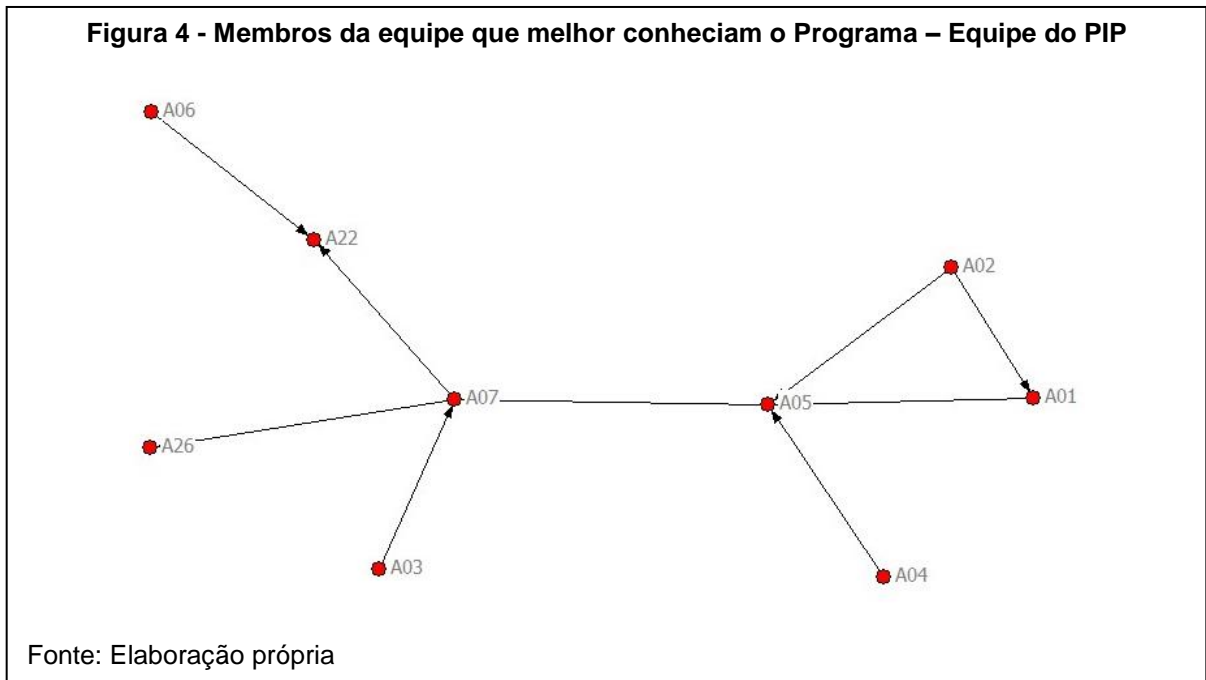 Figura 4 - Membros da equipe que melhor conheciam o Programa – Equipe do PIP
A06
A22
A02
A07
A05
A01
A26
A03
A04
Fonte: Elaboração própria